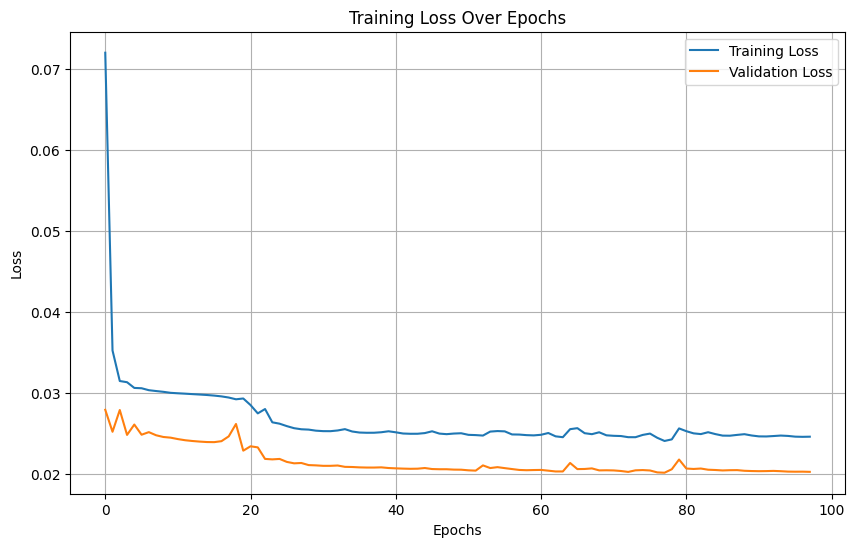 Training Loss Over Epochs
Training Loss
Validation Loss
0.07
0.06
0.05
0.04
0.03
0.02
Loss
0 20 40 60 80 100
Epochs